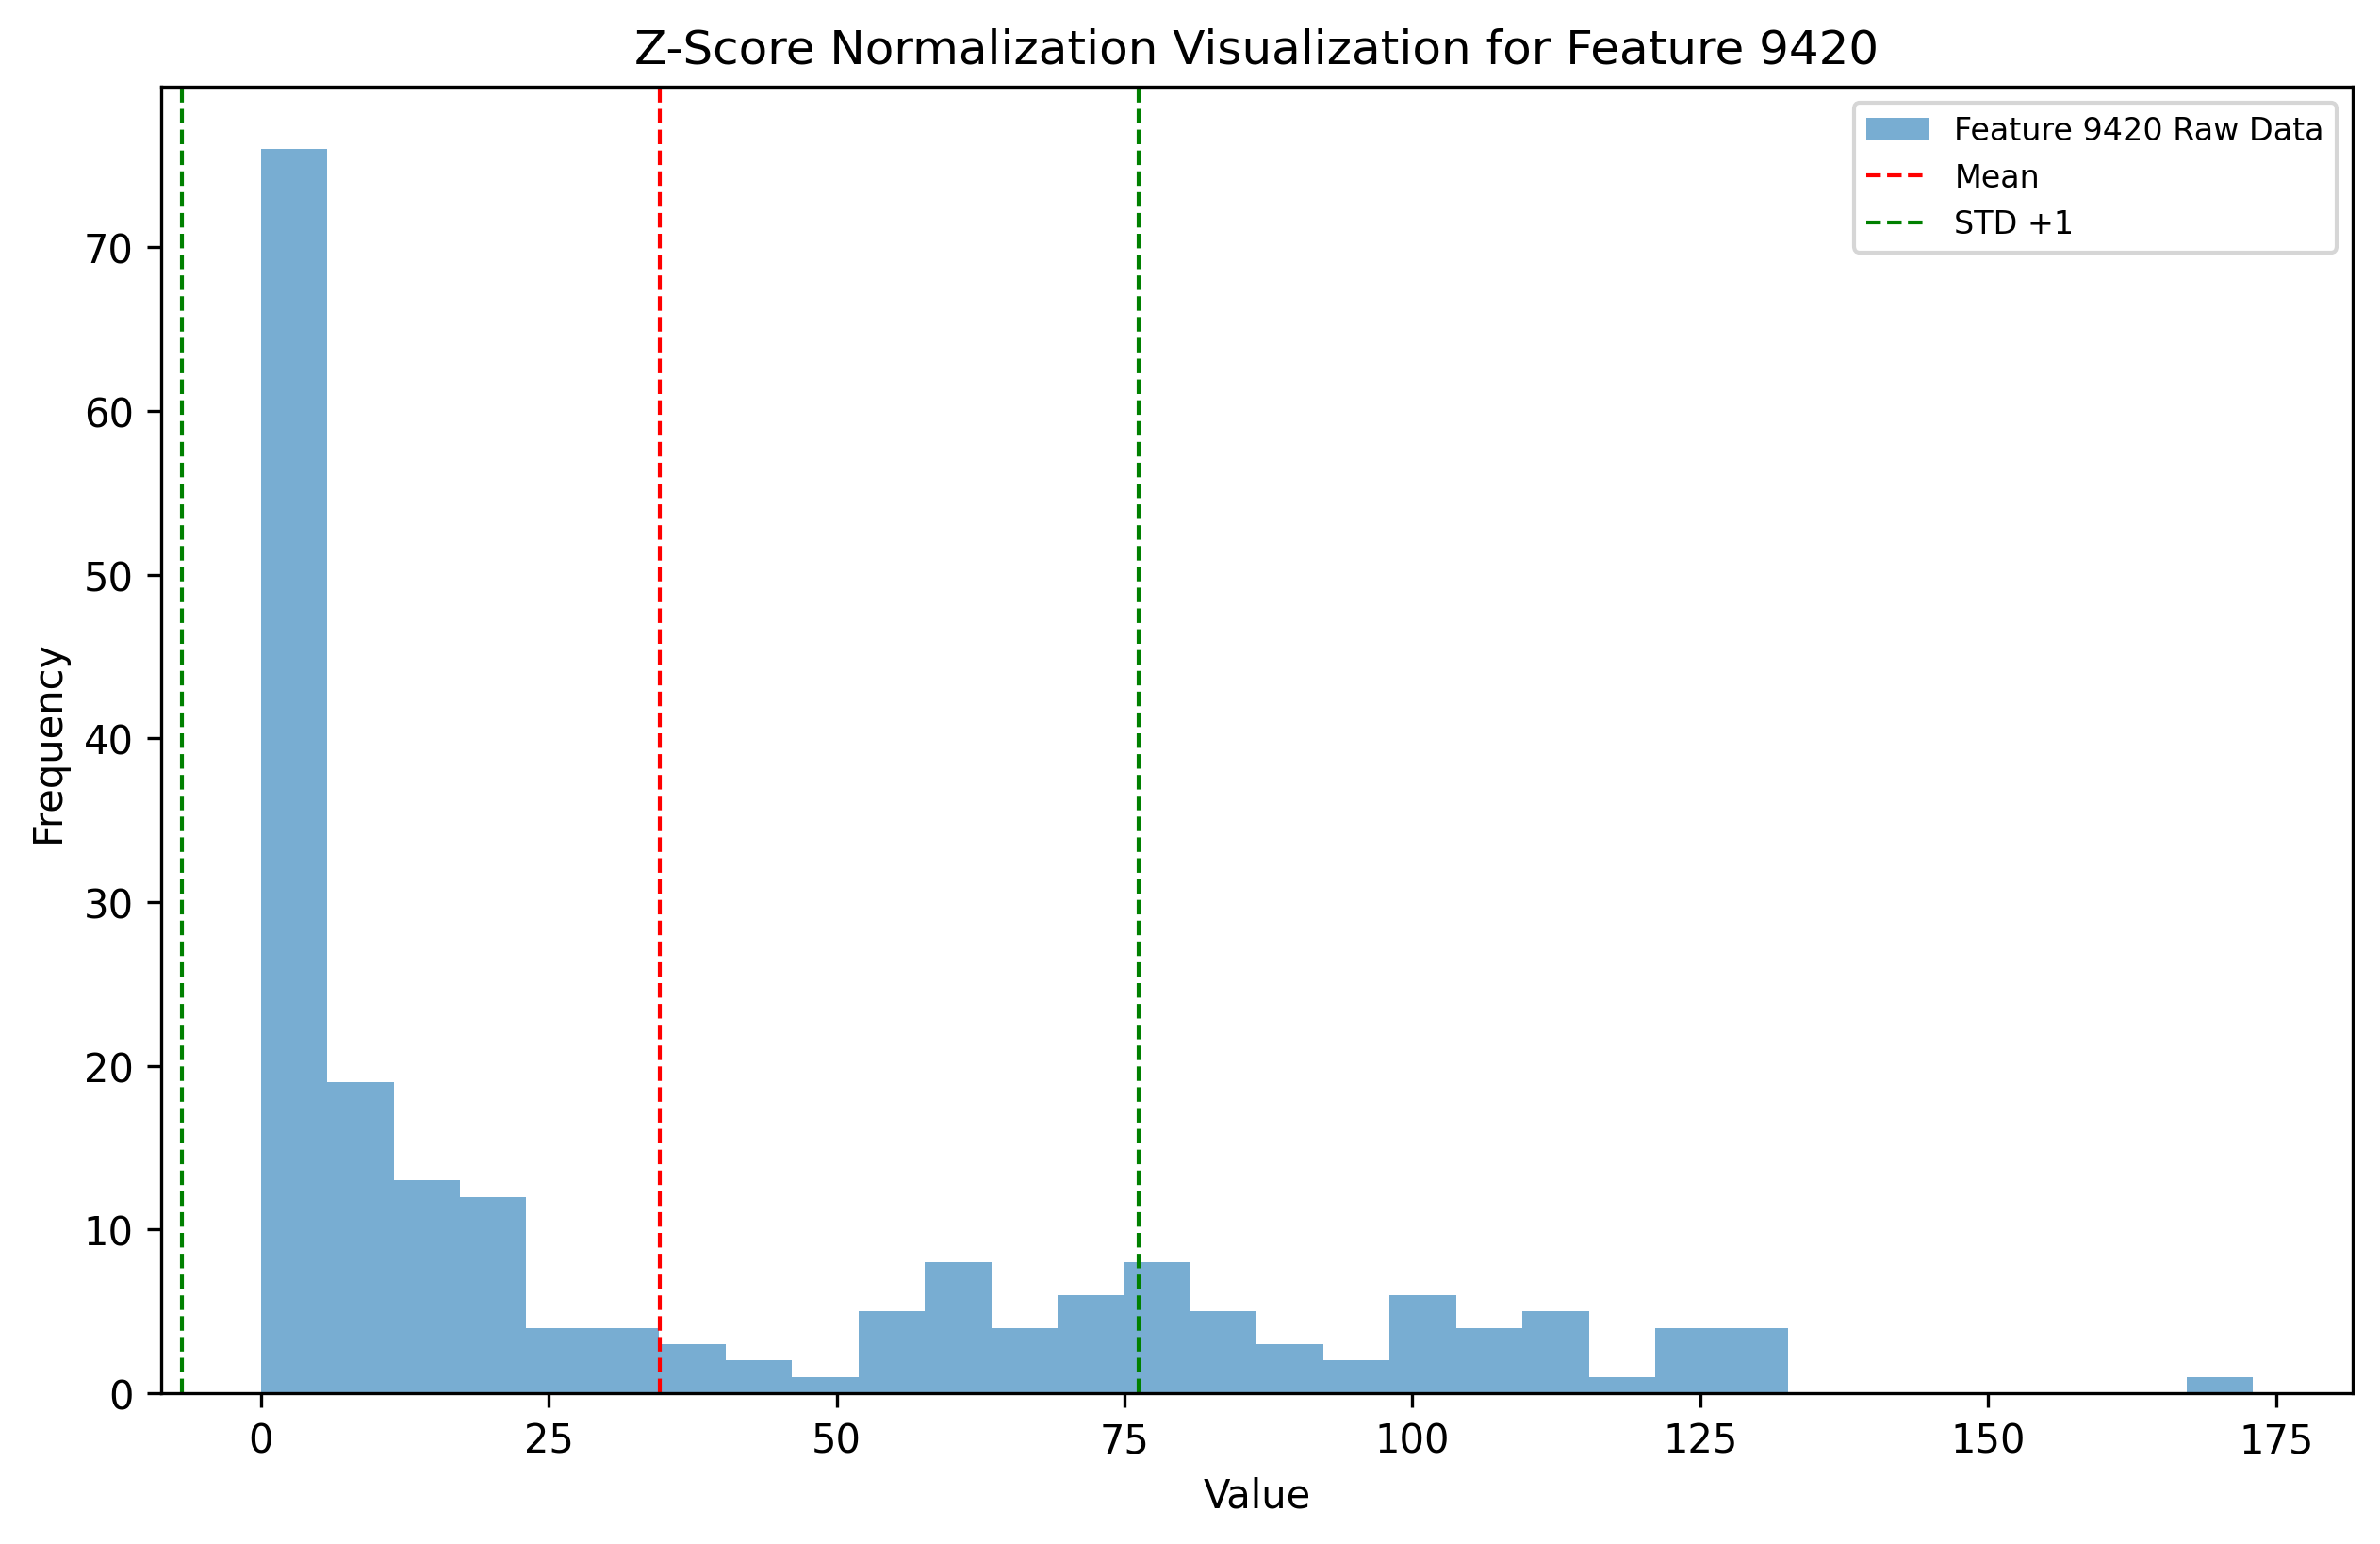 Z-Score Normalization Visualization for Feature 9420
Feature 9420 Raw Data
Mean
STD +1
Frequency
70
60
50
40
30
20
10
0
0 25 50 75 100 125 150 175
Value